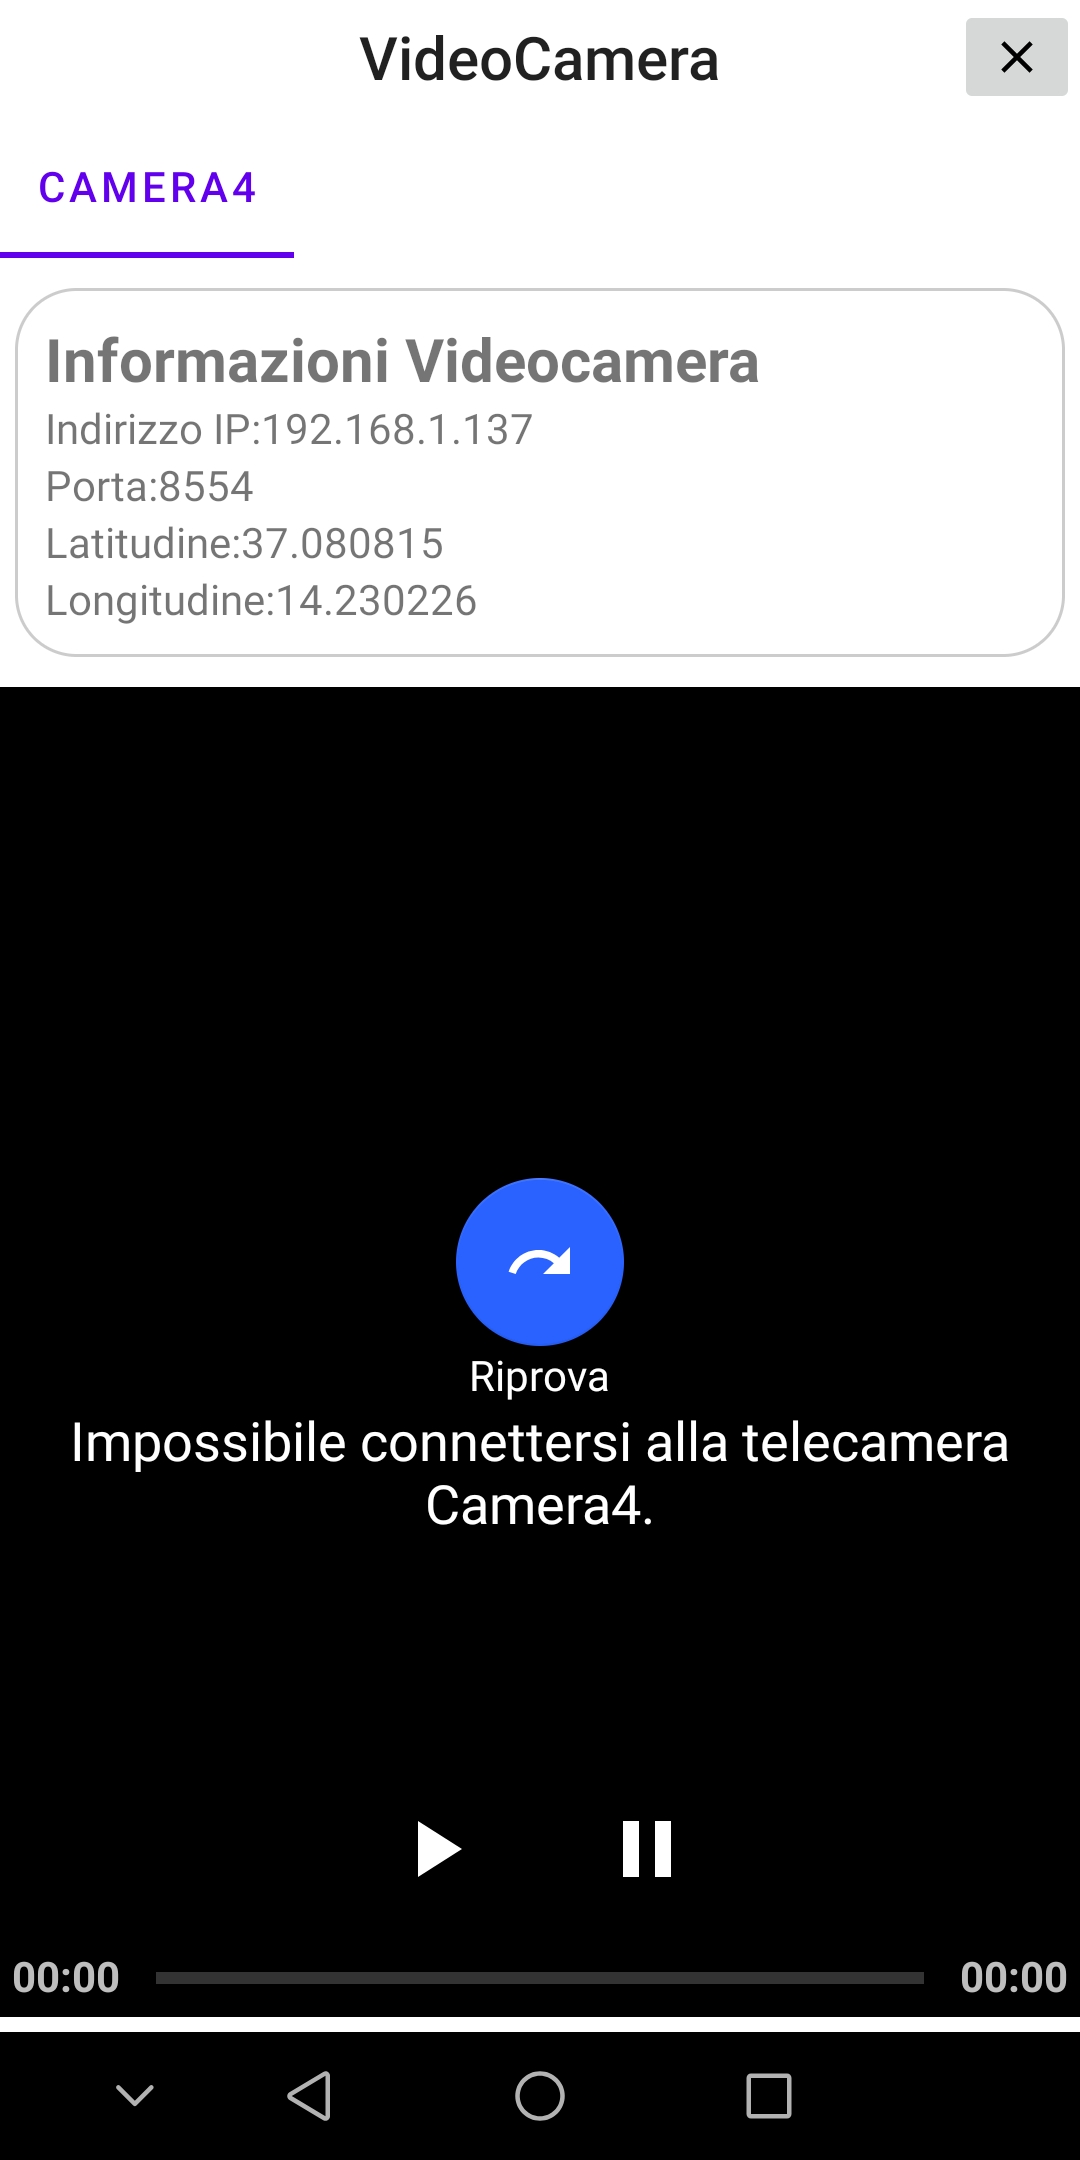 VideoCamera
CAMERA4
Informazioni Videocamera
Indirizzo IP:192.168.1.137
Porta:8554
Latitudine:37.080815
Longitudine:14.230226
Riprova
Impossibile connettersi alla telecamera
Camera4.
00:00 00:00